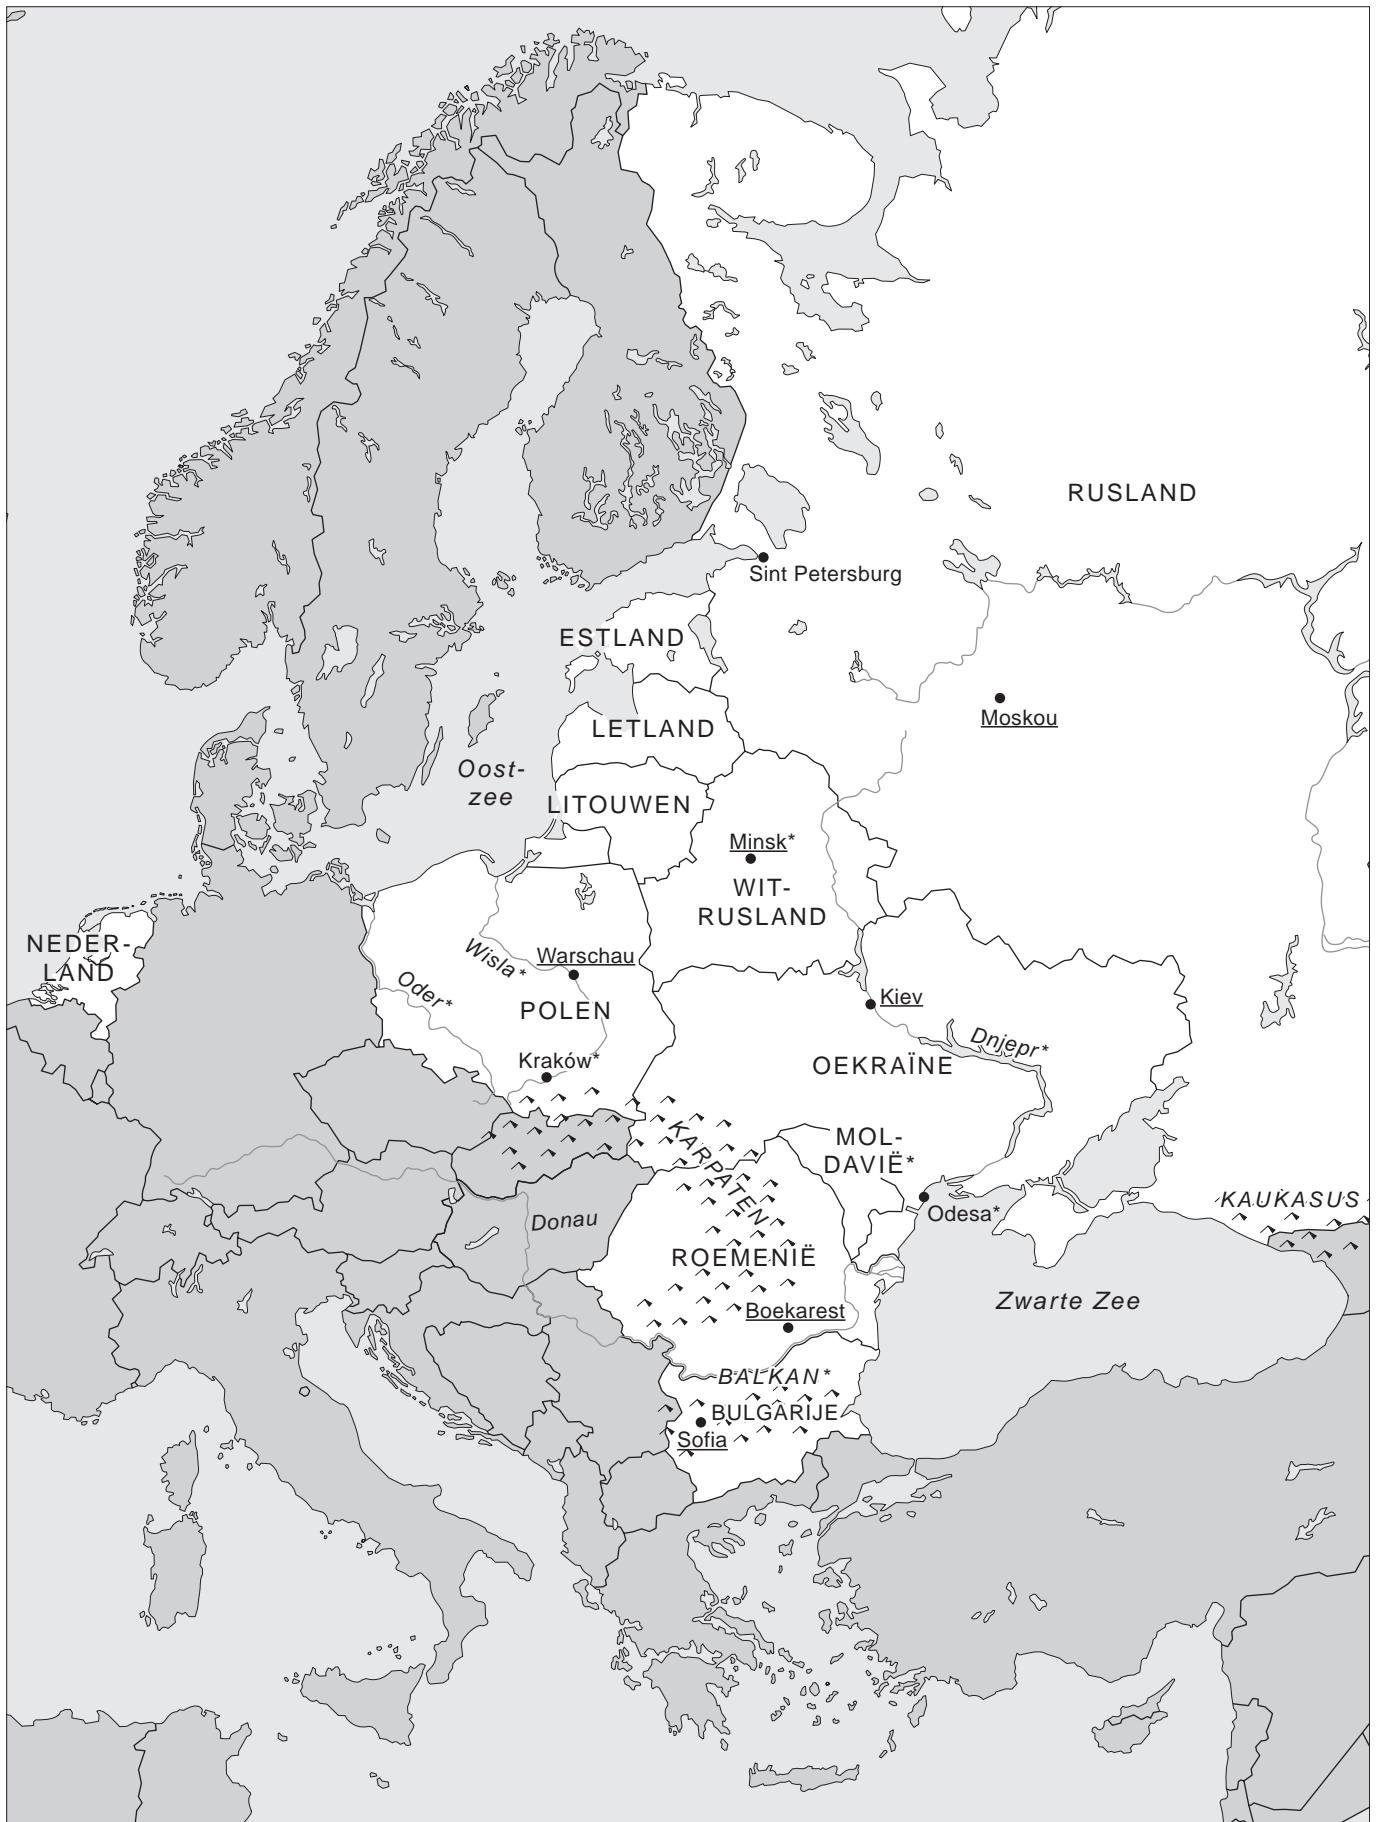 RUSLAND
Sint Petersburg
ESTLAND
Moskou
LETLAND
Oost-
zee
LITOUWEN
Minsk*
WIT-
RUSLAND
NEDER-
LAND
Wisla*
Warschau
Oder*
POLEN
Kiev
Dnjepr*
Kraków*
OEKRAÏNE
KARPATEN
MOL-
DAVIË*
KAUKASUS
Odesa*
Donau
ROEMENIË
Zwarte Zee
Boekarest
BALKAN*
BULGARIJE
Sofia